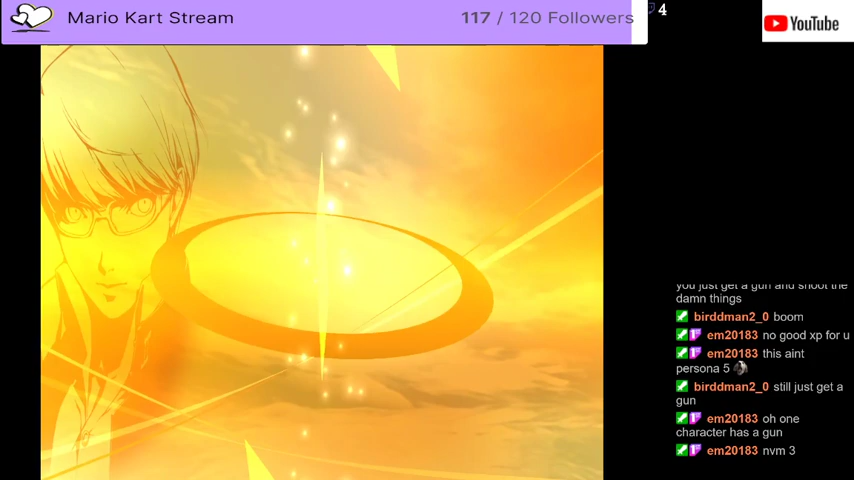 Mario Kart Stream
117 / 120 Followers
4
YouTube
you just get a gun and shoot the
damn things
birddman2_0 boom
em20183 no good xp for u
em20183 this aint
persona 5
birddman2_0 still just get a
gun
em20183 oh one
character has a gun
em20183 nvm 3